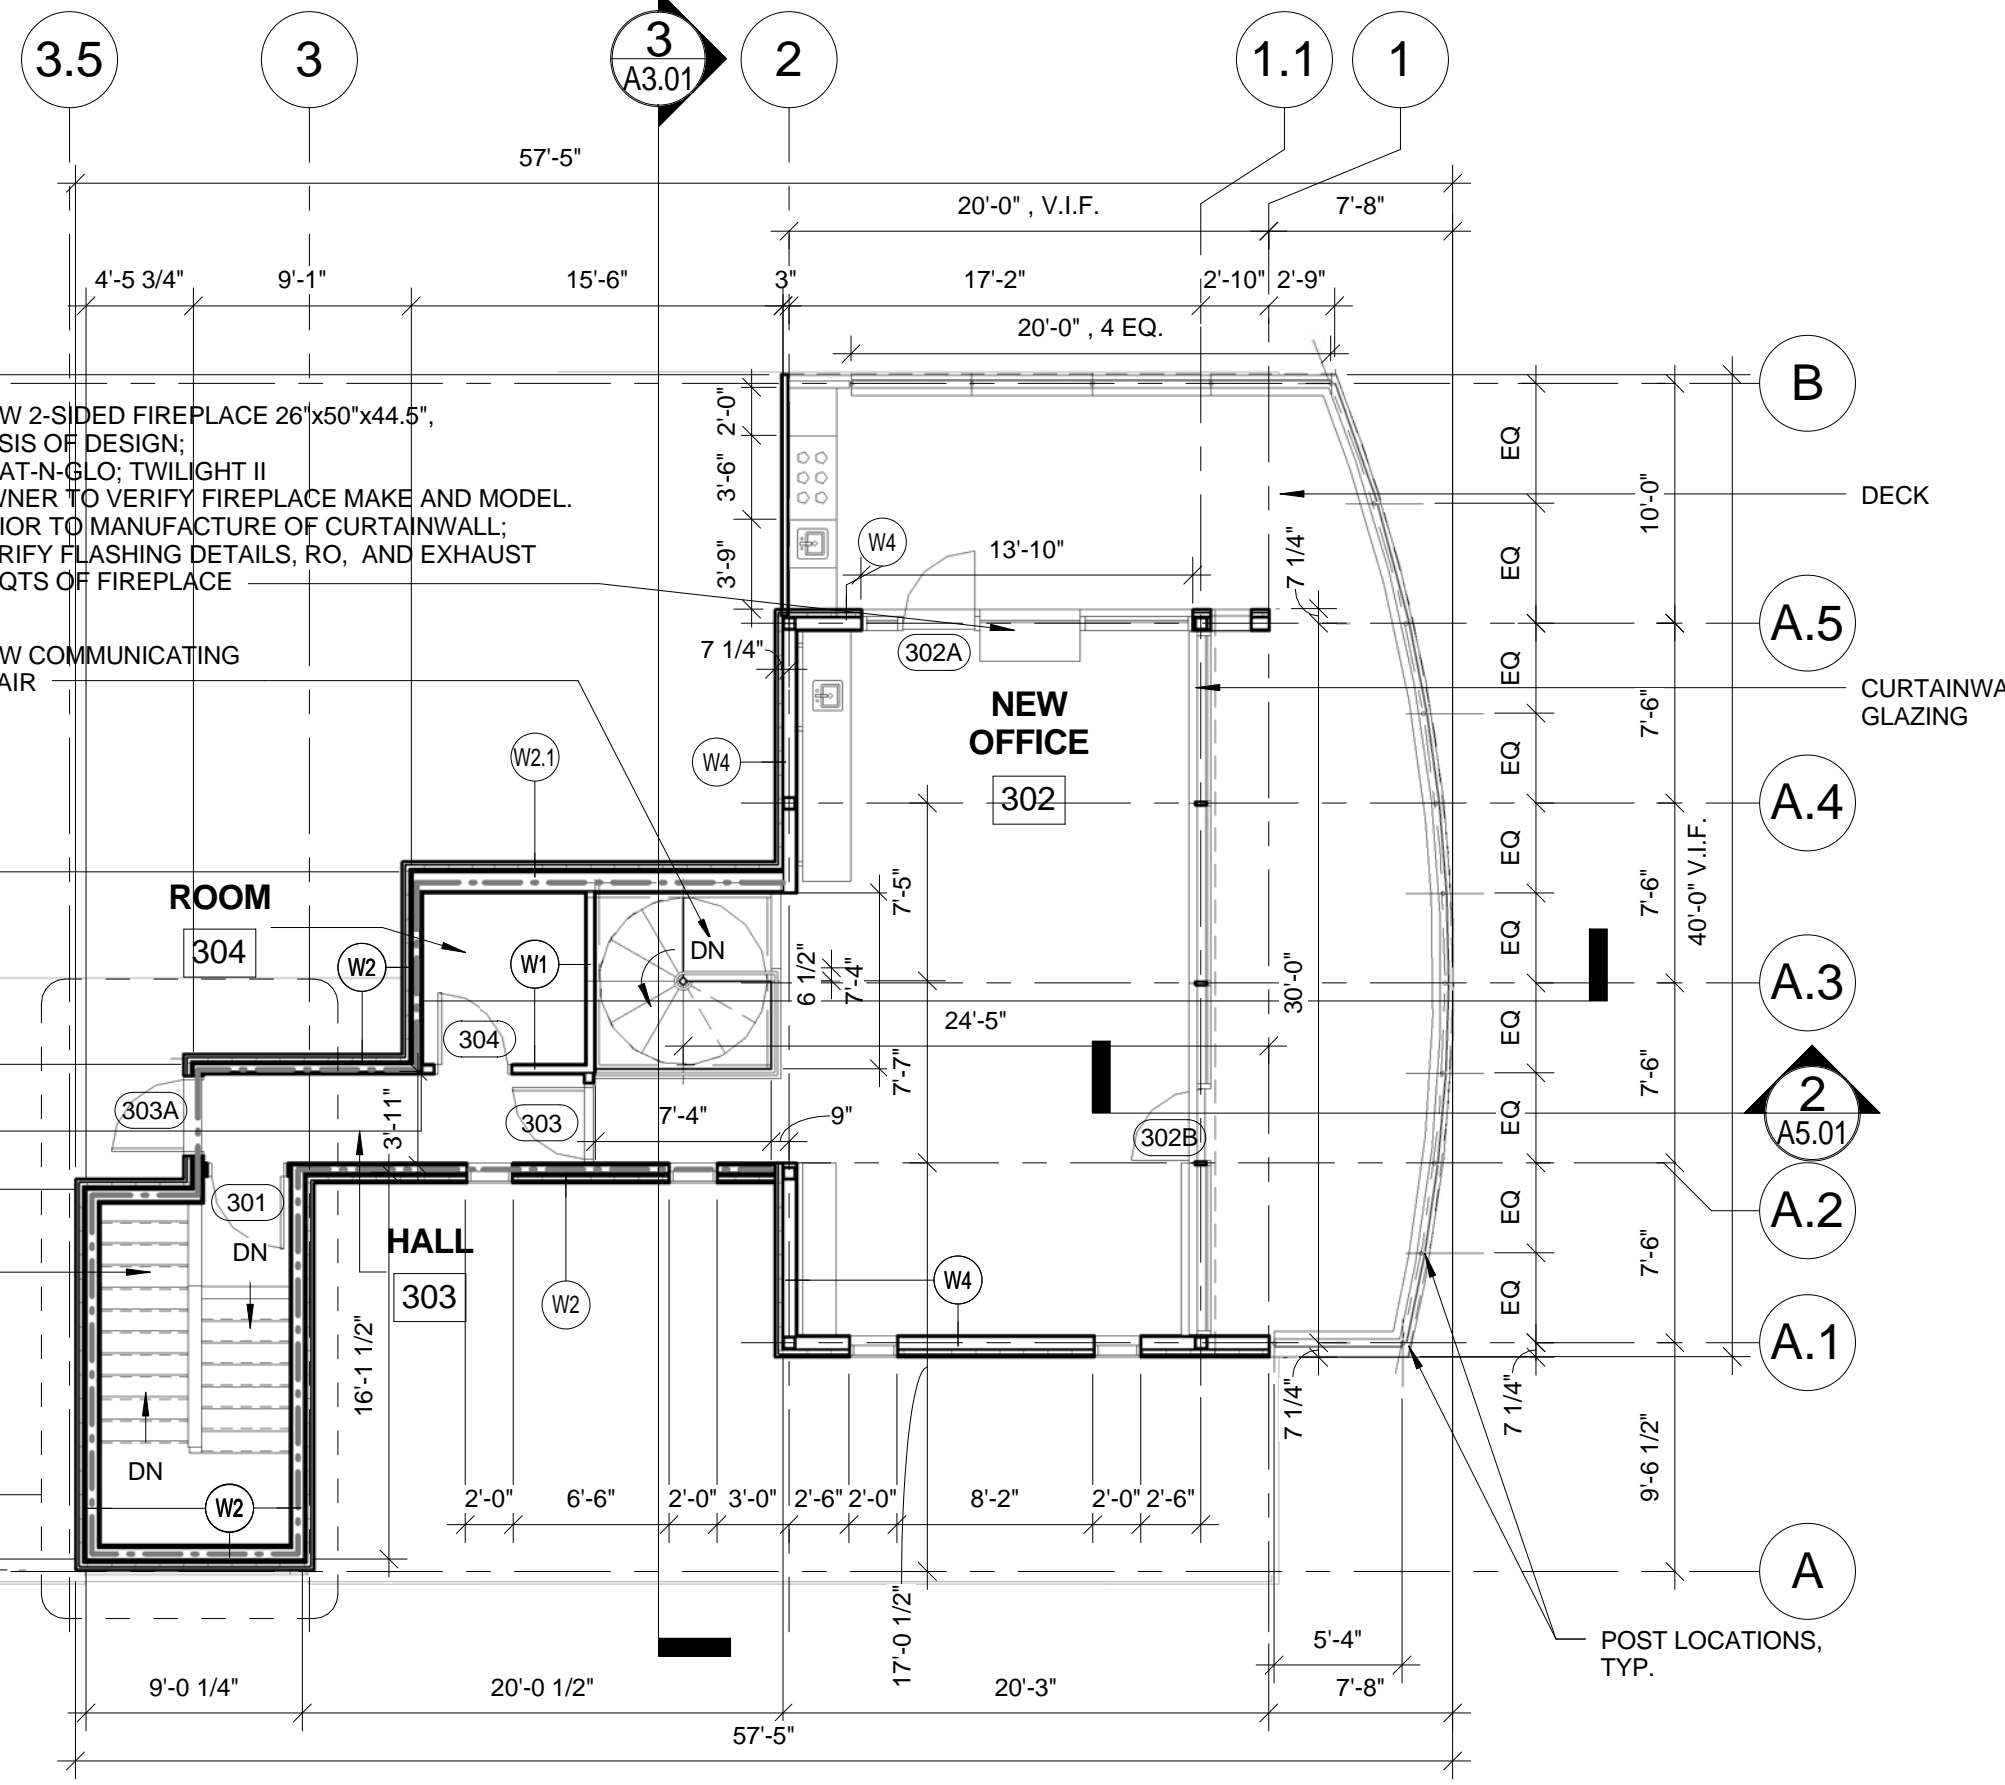 3.5
3
3
A3.01
2
1.1
1
57'-5"
20'-0" , V.I.F.
7'-8"
4'-5 3/4"
9'-1"
15'-6"
3"
17'-2"
2'-10"
2'-9"
20'-0" , 4 EQ.
B
W 2-SIDED FIREPLACE 26"x50"x44.5",
SIS OF DESIGN;
AT-N-GLO; TWILIGHT II
WNER TO VERIFY FIREPLACE MAKE AND MODEL.
IOR TO MANUFACTURE OF CURTAINWALL;
RIFY FLASHING DETAILS, RO, AND EXHAUST
QTS OF FIREPLACE
2'-0"
3'-6"
3'-9"
W4
13'-10"
7 1/4"
EQ
EQ
10'-0"
DECK
A.5
W COMMUNICATING
AIR
7 1/4"
302A
NEW
OFFICE
302
EQ
EQ
7'-6"
CURTAINWA
GLAZING
W2.1
W4
A.4
40'-0" V.I.F.
ROOM
304
W2
W1
DN
7'-5"
6 1/2"
7'-4"
24'-5"
30'-0"
EQ
EQ
7'-6"
A.3
304
303A
3'-11"
303
7'-4"
9"
7'-7"
302B
EQ
EQ
7'-6"
2
A5.01
A.2
301
DN
HALL
303
W2
W4
EQ
EQ
7'-6"
A.1
16'-1 1/2"
DN
W2
7 1/4"
7 1/4"
9'-6 1/2"
2'-0"
6'-6"
2'-0"
3'-0"
2'-6"
2'-0"
8'-2"
2'-0"
2'-6"
A
17'-0 1/2"
5'-4"
POST LOCATIONS,
TYP.
9'-0 1/4"
20'-0 1/2"
20'-3"
7'-8"
57'-5"